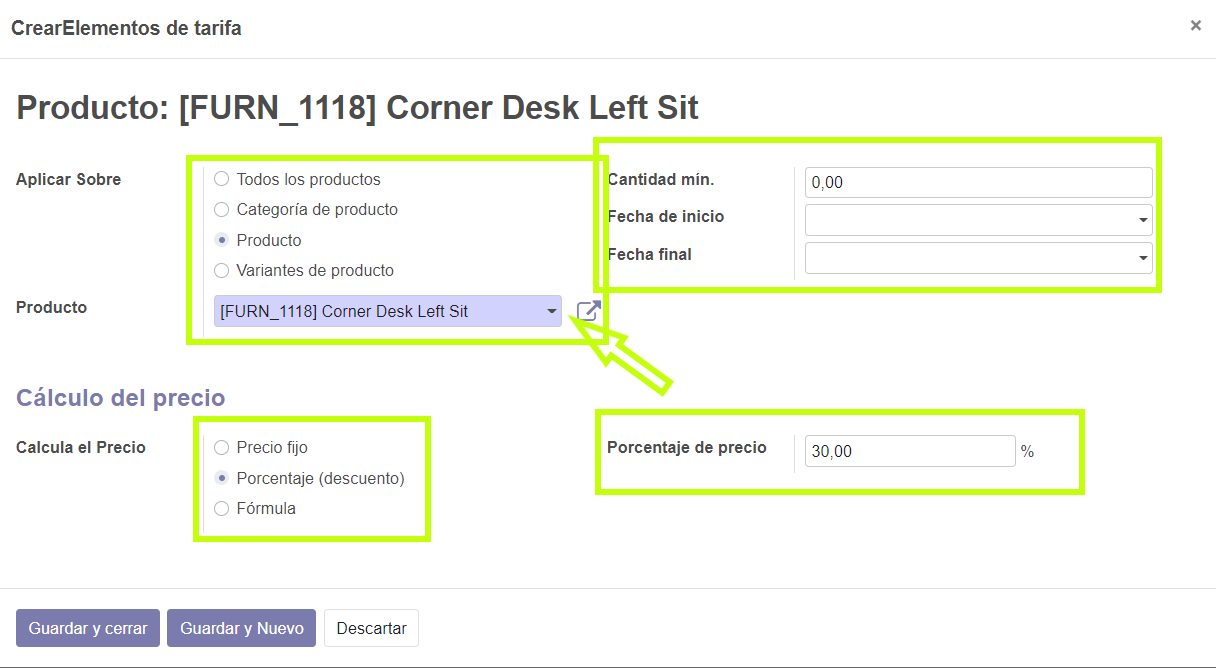 CrearElementos de tarifa
×
Producto: [FURN_1118] Corner Desk Left Sit
Aplicar Sobre
Todos los productos
Categoría de producto
Producto
Variantes de producto
Producto
[FURN_1118] Corner Desk Left Sit
Cantidad mín.
0,00
Fecha de inicio
Fecha final
Cálculo del precio
Calcula el Precio
Precio fijo
Porcentaje (descuento)
Fórmula
Porcentaje de precio
30,00 %
Guardar y cerrar
Guardar y Nuevo
Descartar